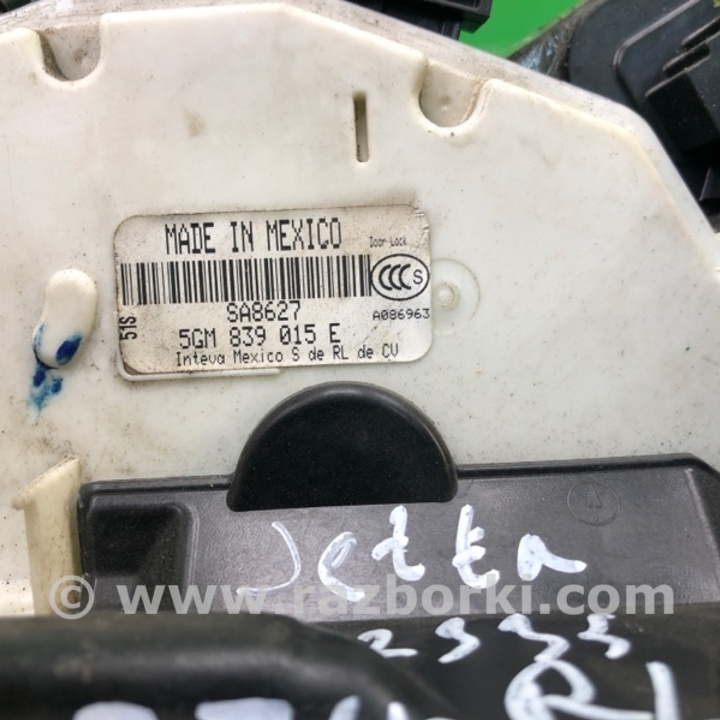 MADE IN MEXICO
Door Lock
CCC S
51S
SA8627
A086963
5GM 839 015 E
Inteva Mexico S de RL de CV
Jetta
© www.razborki.com